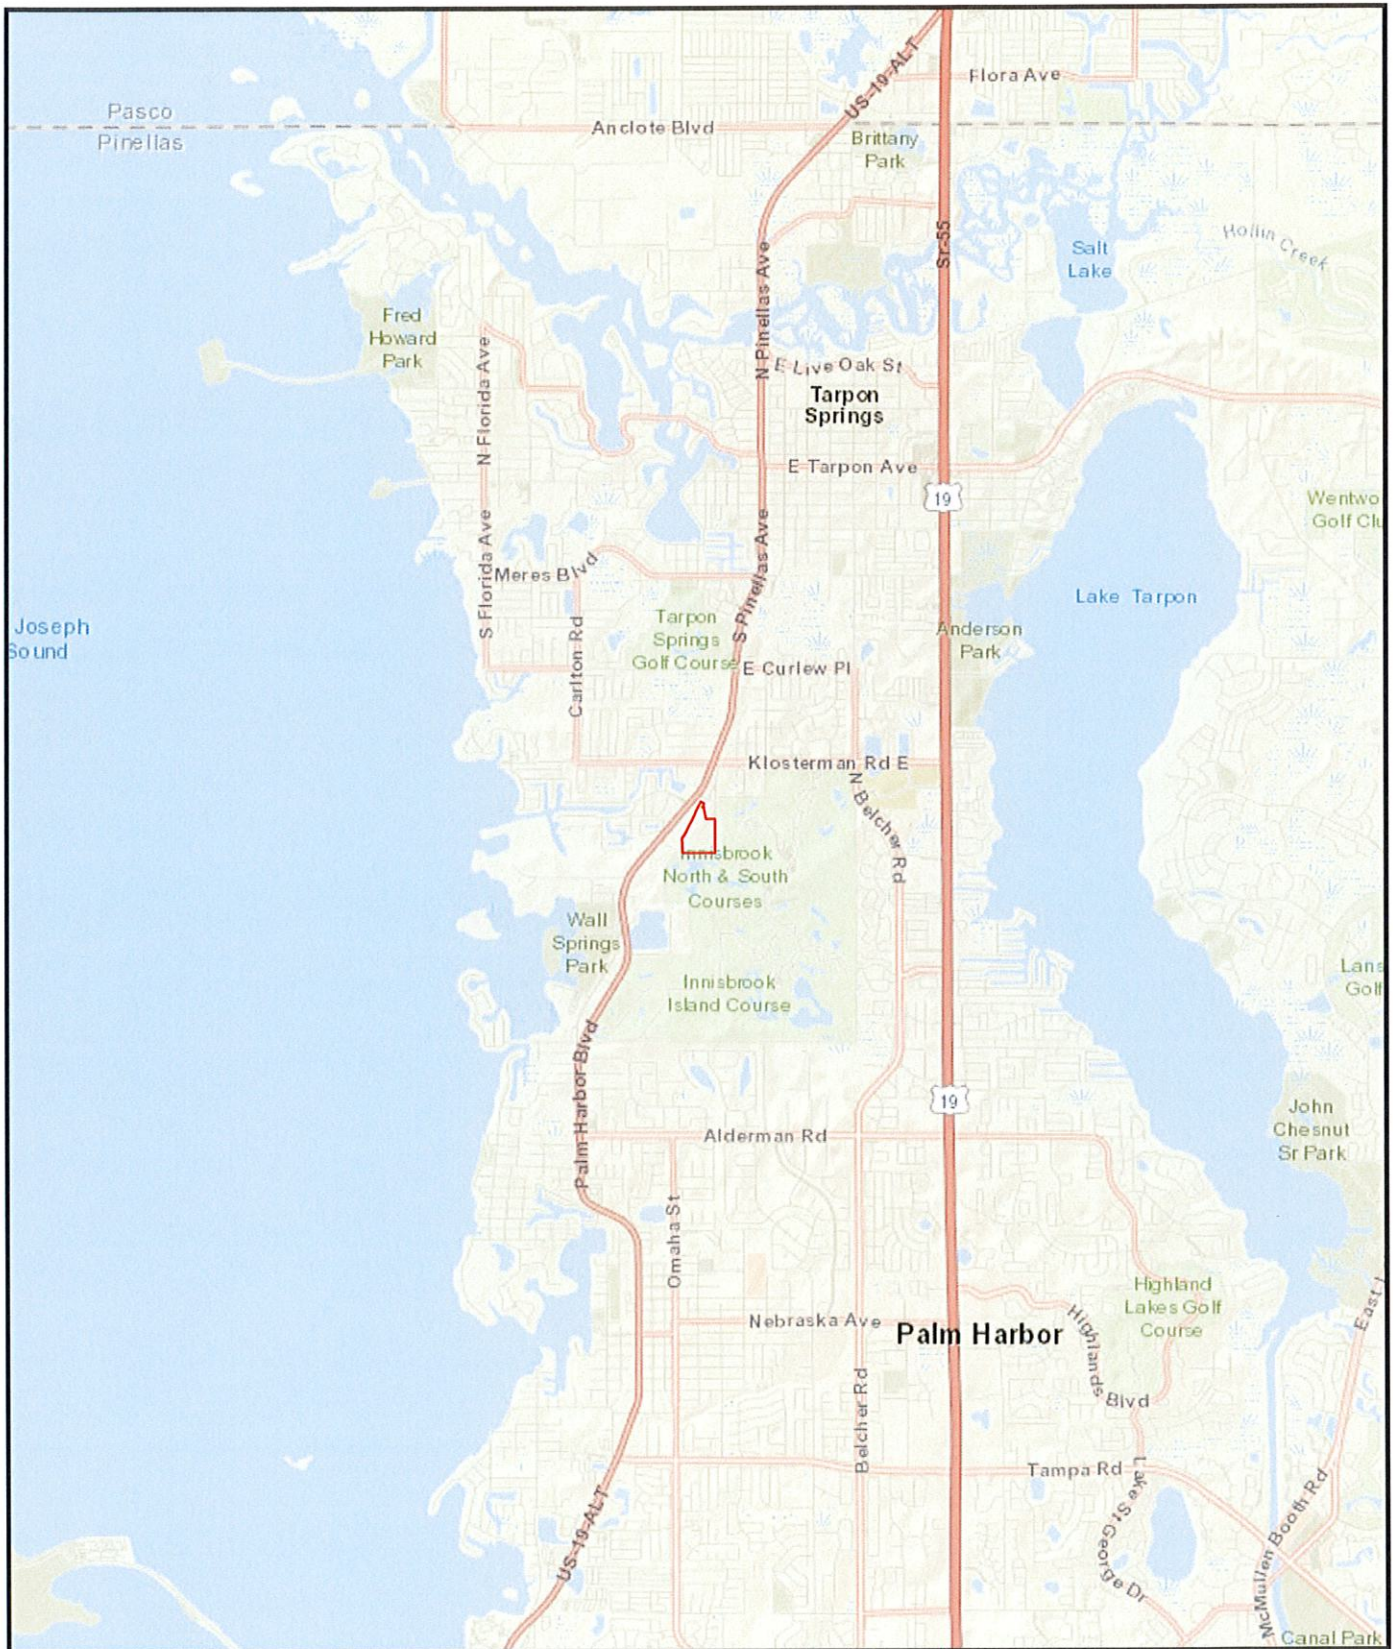 US-19-ALT
Flora Ave
Pasco
Pinellas
Anclote Blvd
Brittany
Park
Sr-55
Hollin Creek
Salt
Lake
N Pinellas Ave
Fred
Howard
Park
N Florida Ave
E Live Oak St
Tarpon
Springs
E Tarpon Ave
19
Wentwo
Golf Clu
S Florida Ave
Meres Blvd
S Pinellas Ave
Lake Tarpon
Tarpon
Springs
Golf Course
Joseph
Sound
Anderson
Park
Carlton Rd
E Curlew Pl
Klosterman Rd E
N Belcher Rd
Innisbrook
North & South
Courses
Wall
Springs
Park
Innisbrook
Island Course
Lans
Golf
Palm Harbor Blvd
19
John
Chesnut
Sr Park
Alderman Rd
Omaha St
Highland
Lakes Golf
Course
East L
Nebraska Ave
Palm Harbor
Highlands Blvd
Belcher Rd
Tampa Rd
Lake St George Dr
US-19-ALT
McMullen Booth Rd
Canal Park